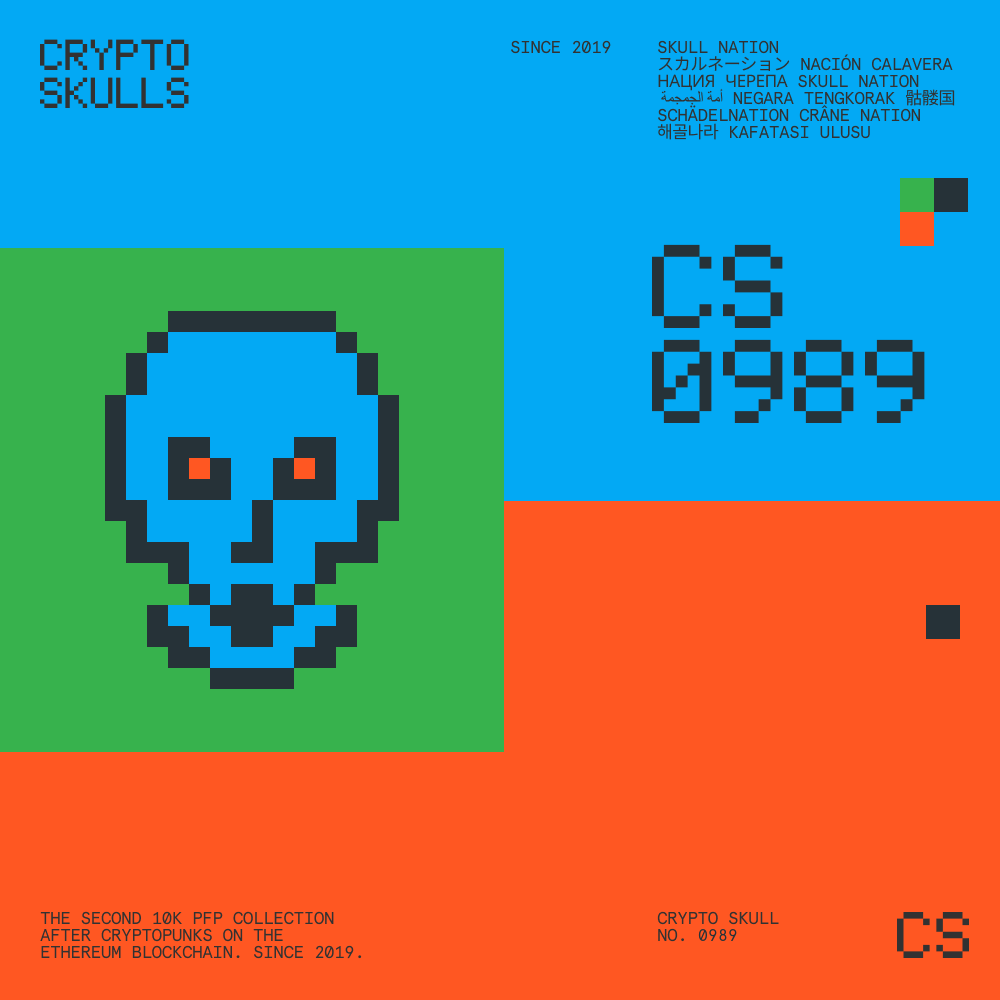 CRYPTO
SKULLS
SINCE 2019
SKULL NATION
スカルネーション NACIÓN CALAVERA
НАЦИЯ ЧЕРЕПА SKULL NATION
أمة الجمجمة NEGARA TENGKORAK 骷髅国
SCHÄDELNATION CRÂNE NATION
해골나라 KAFATASI ULUSU
CS
0989
THE SECOND 10K PFP COLLECTION
AFTER CRYPTOPUNKS ON THE
ETHEREUM BLOCKCHAIN. SINCE 2019.
CRYPTO SKULL
NO. 0989
CS